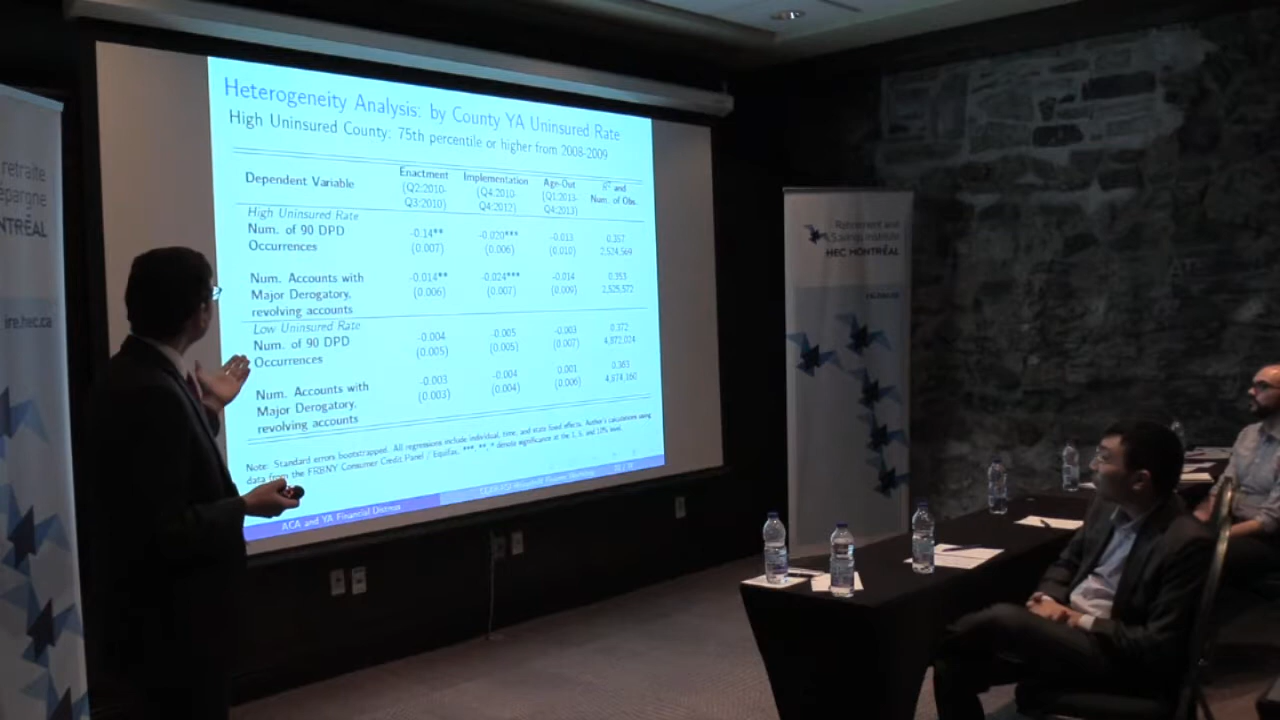 retraite
épargne
NTRÉAL
ire.hec.ca
Heterogeneity Analysis: by County YA Uninsured Rate
High Uninsured County: 75th percentile or higher from 2008-2009
Dependent Variable Enactment Implementation Age-Out R² and
(Q2:2010- (Q4:2010- (Q1:2013- Num. of Obs.
Q3:2010) Q4:2012) Q4:2013)
High Uninsured Rate
Num. of 90 DPD -0.14** -0.020*** -0.013 0.357
Occurrences (0.007) (0.006) (0.010) 2,524,569
Num. Accounts with -0.014** -0.024*** -0.014 0.353
Major Derogatory, (0.006) (0.007) (0.009) 2,525,572
revolving accounts
Low Uninsured Rate
Num. of 90 DPD -0.004 -0.005 -0.003 0.372
Occurrences (0.005) (0.005) (0.007) 4,872,024
Num. Accounts with -0.003 -0.004 0.001 0.363
Major Derogatory, (0.003) (0.004) (0.006) 4,874,160
revolving accounts
Note: Standard errors bootstrapped. All regressions include individual, time, and state fixed effects. Author's calculations using
data from the FRBNY Consumer Credit Panel / Equifax. ***, **, * denote significance at the 1, 5, and 10% level.
ACA and YA Financial Distress
Retirement and
Savings Institute
HEC MONTRÉAL